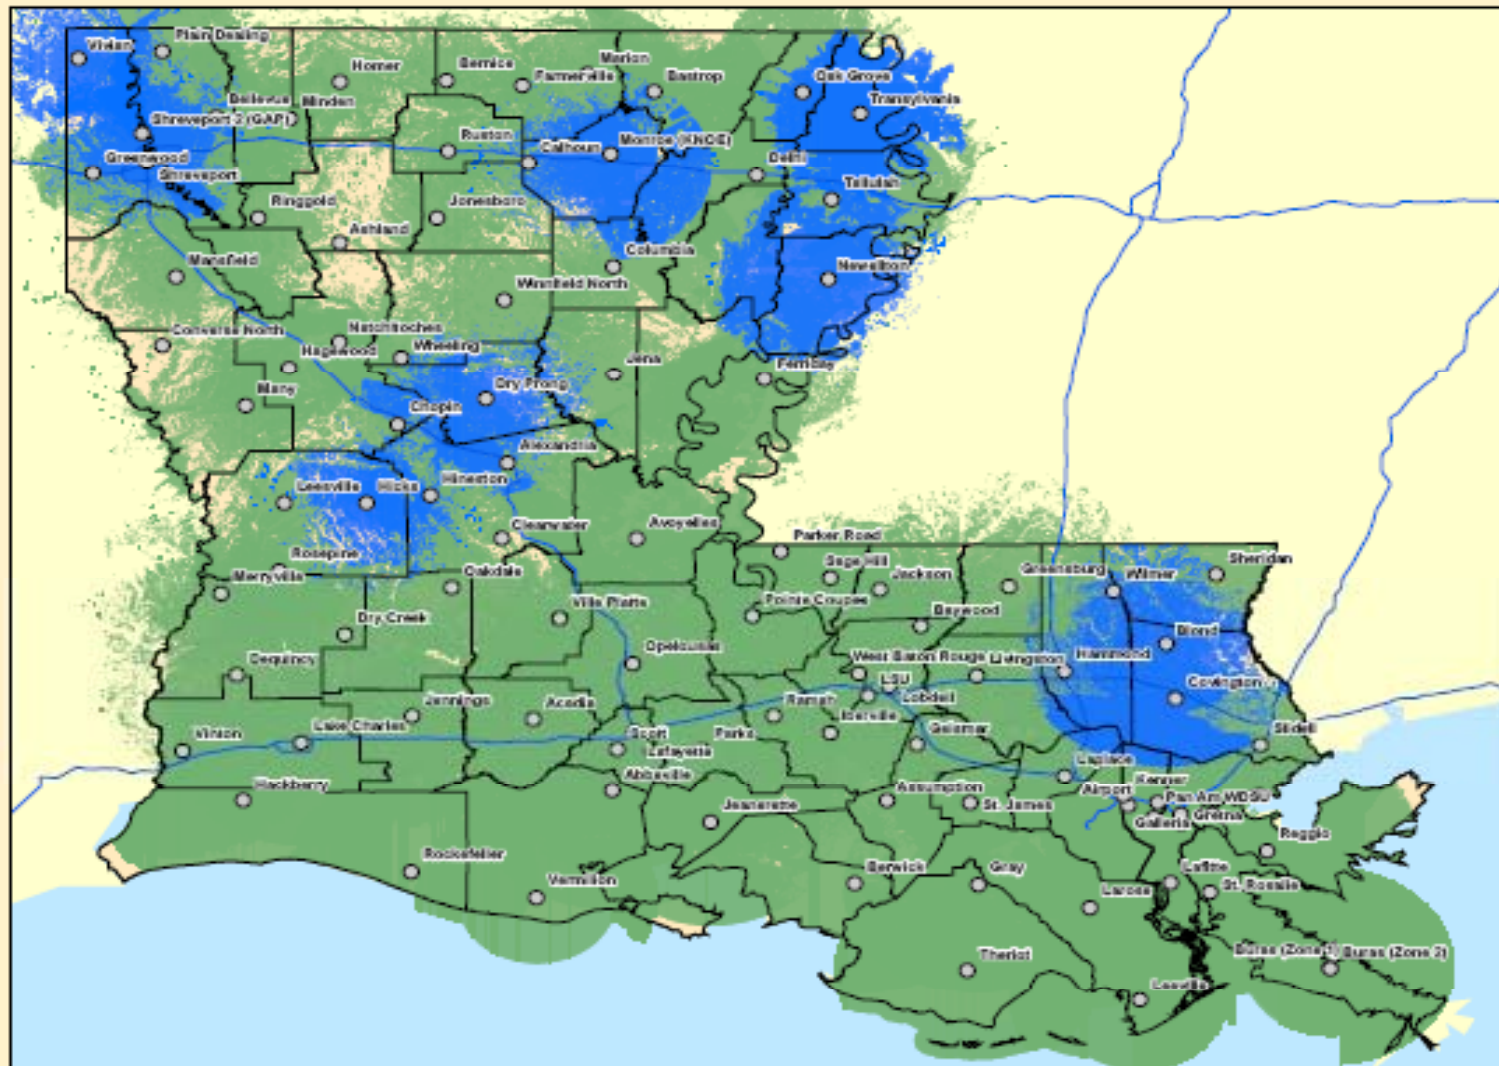 Vivian
Plain Dealing
Homer
Bernice
Marion
Farmerville
Bastrop
Oak Grove
Transylvania
Bellevue
Minden
Shreveport 2 (GAP)
Ruston
Calhoun
Monroe (KNOE)
Delhi
Greenwood
Shreveport
Tallulah
Ringgold
Jonesboro
Ashland
Columbia
Mansfield
Newellton
Winnfield North
Converse North
Natchitoches
Hagewood
Wheeling
Jena
Ferriday
Many
Dry Prong
Chopin
Alexandria
Leesville
Hicks
Hineston
Clearwater
Avoyelles
Parker Road
Rosepine
Merryville
Oakdale
Sage Hill
Jackson
Greensburg
Wilmer
Sheridan
Ville Platte
Pointe Coupee
Baywood
Dry Creek
Blond
Dequincy
Opelousas
West Baton Rouge
Livingston
Hammond
LSU
Lobdell
Covington
Jennings
Acadia
Ramah
Iberville
Vinton
Lake Charles
Scott
Lafayette
Parks
Geismar
Slidell
Laplace
Kenner
Hackberry
Abbeville
Jeanerette
Assumption
St. James
Airport
Pan Am
WDSU
Galleria
Gretna
Reggio
Rockefeller
Vermilion
Berwick
Gray
Larose
Lafitte
St. Rosalie
Theriot
Leeville
Buras (Zone 1)
Buras (Zone 2)